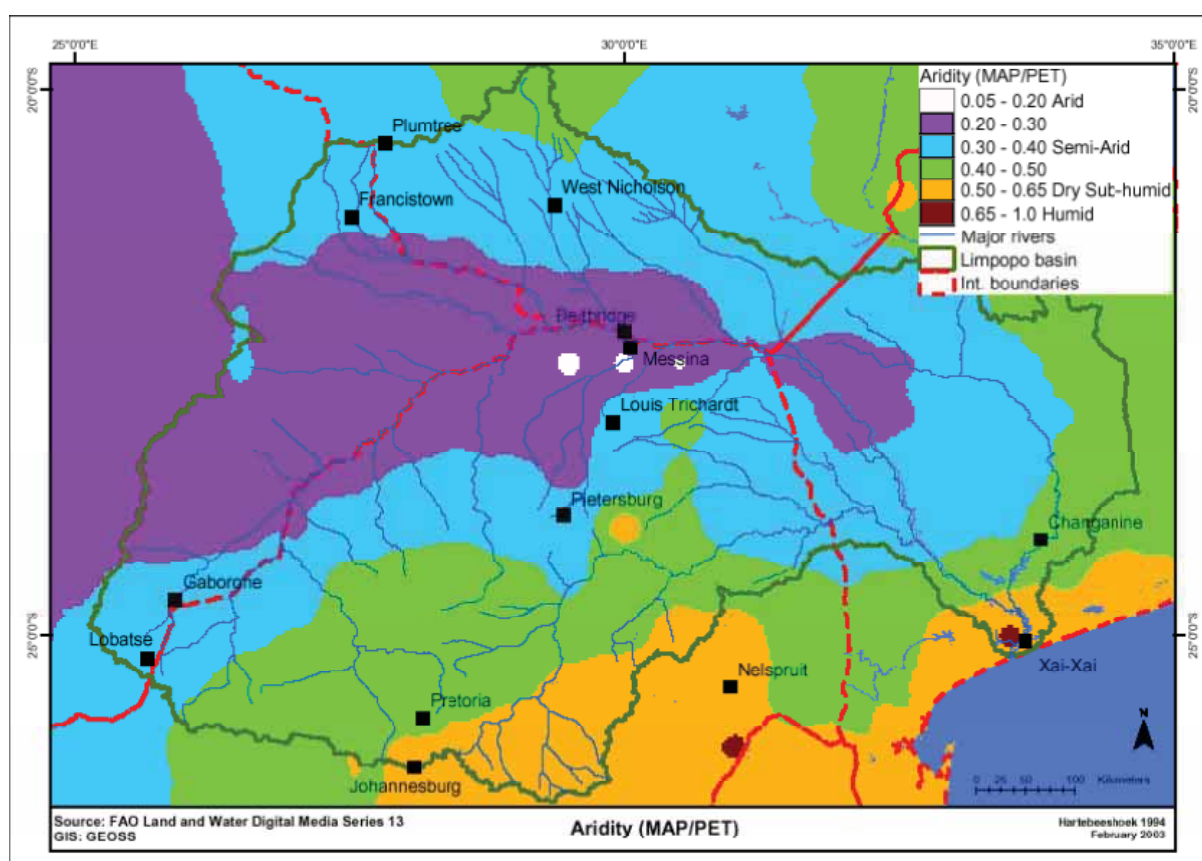 25°0'0"E
30°0'0"E
35°0'0"E
20°0'0"S
20°0'0"S
Aridity (MAP/PET)
0.05 - 0.20 Arid
0.20 - 0.30
0.30 - 0.40 Semi-Arid
0.40 - 0.50
0.50 - 0.65 Dry Sub-humid
0.65 - 1.0 Humid
Major rivers
Limpopo basin
Int. boundaries
Plumtree
Francistown
West Nicholson
Beitbridge
Messina
Louis Trichardt
Pietersburg
Changanine
Gaborone
Lobatse
25°0'0"S
25°0'0"S
Xai-Xai
Nelspruit
Pretoria
Johannesburg
N
0 25 50 100 Kilometers
Source: FAO Land and Water Digital Media Series 13
GIS: GEOSS
Aridity (MAP/PET)
Hartebeeshoek 1994
February 2003